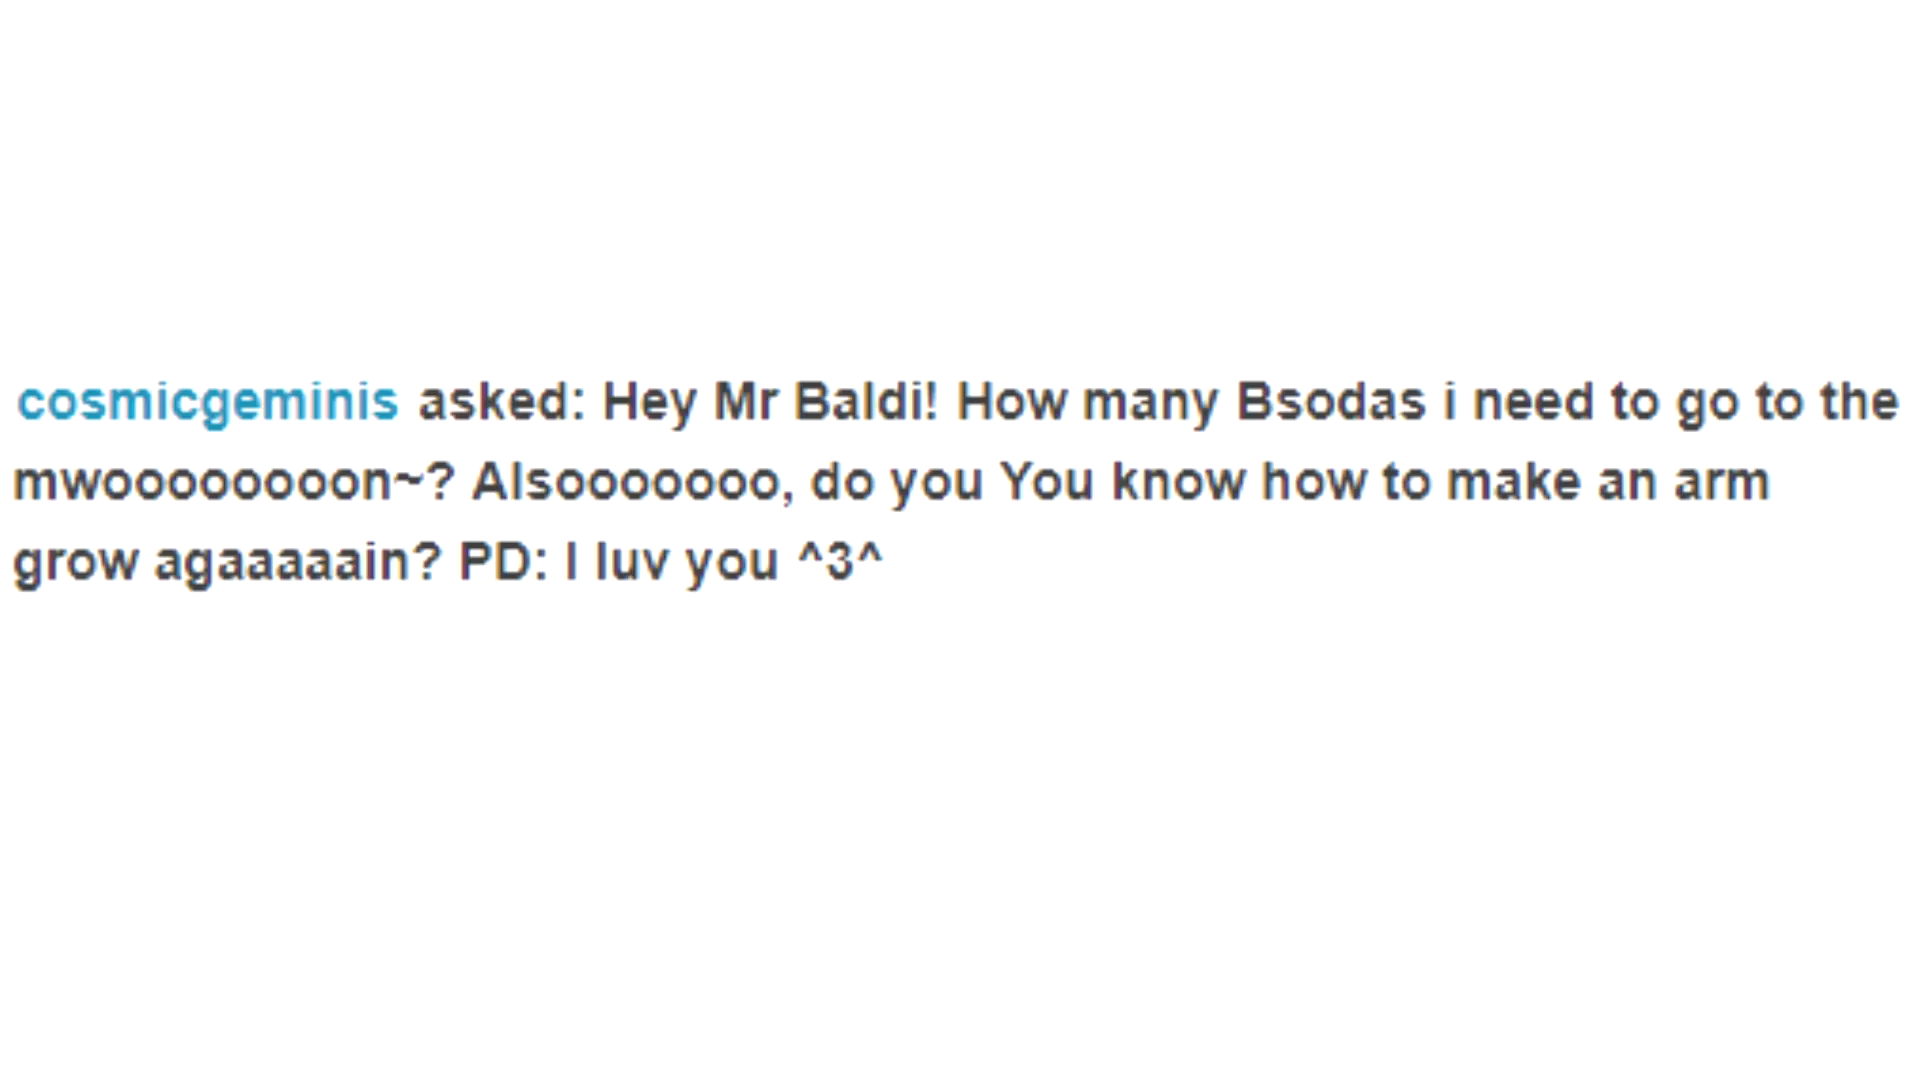 cosmicgeminis asked: Hey Mr Baldi! How many Bsodas i need to go to the
mwoooooooon~? Alsooooooo, do you You know how to make an arm
grow agaaaaain? PD: I luv you ^3^